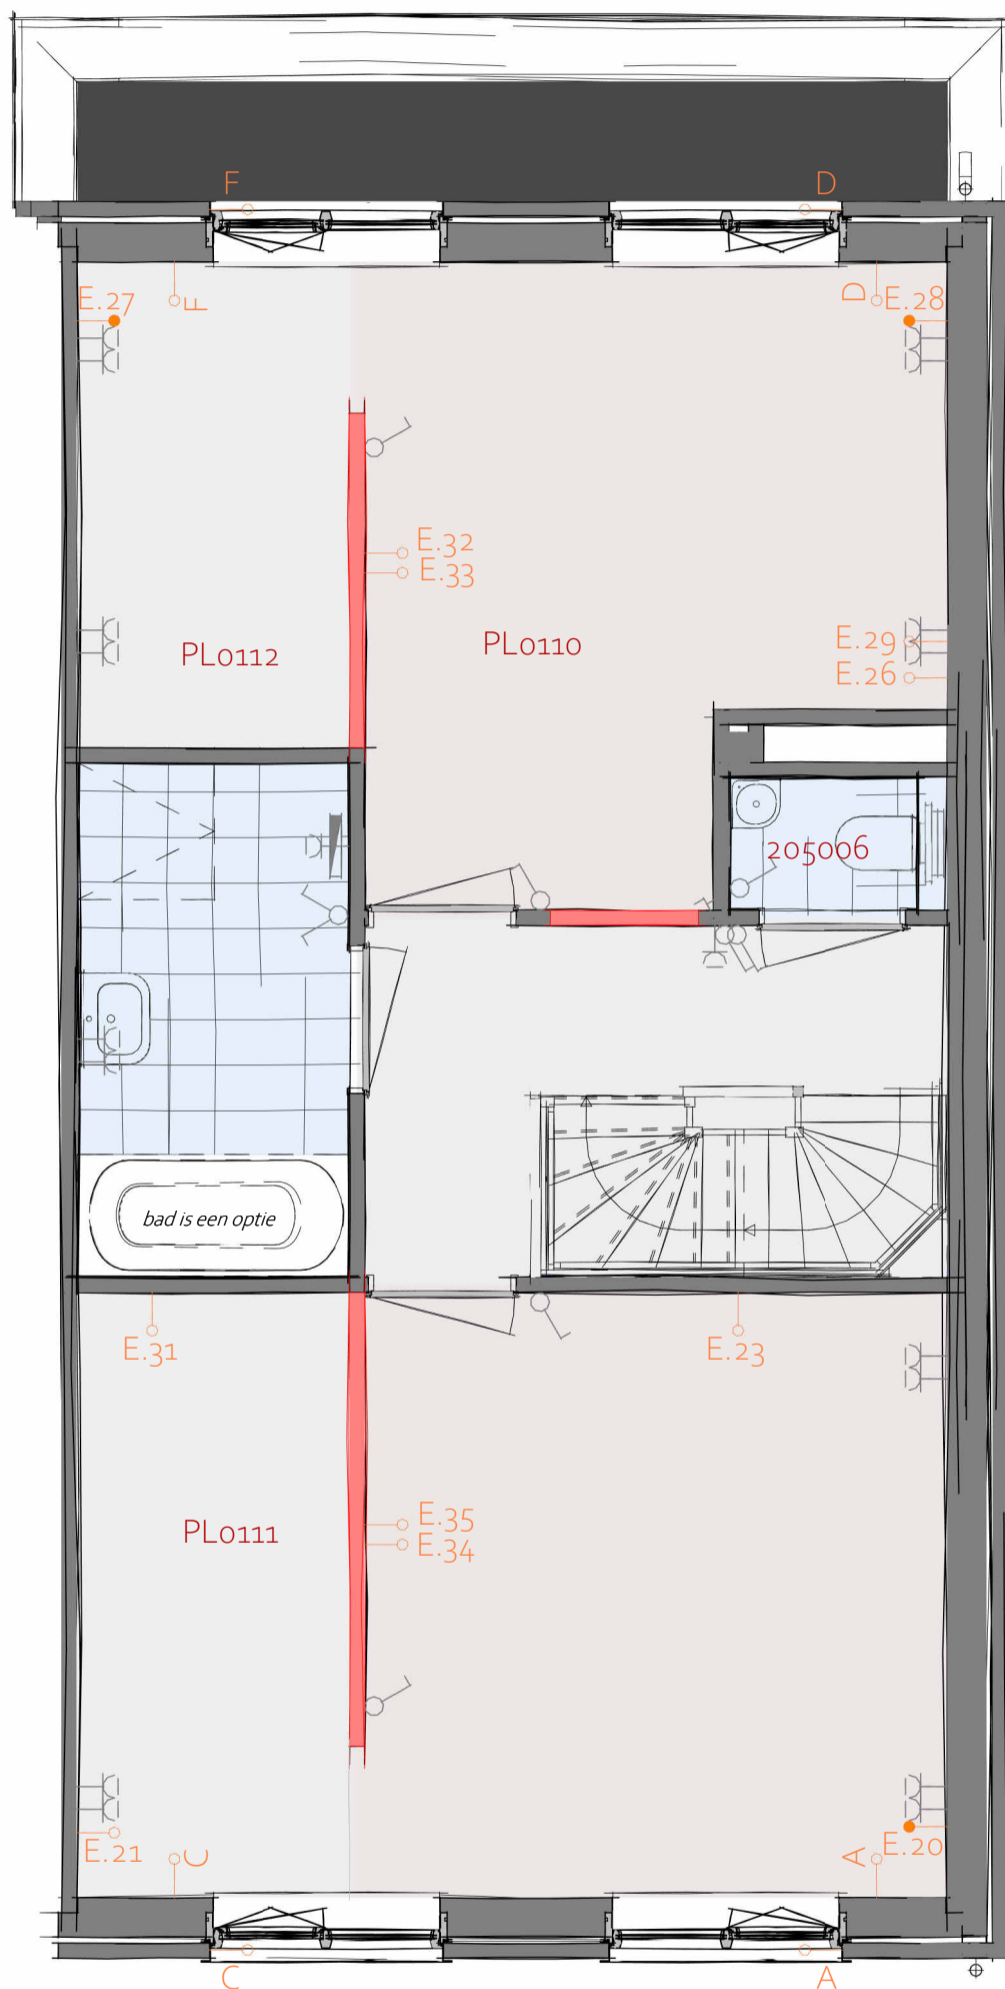 F
D
E.27
F
D
E.28
E.32
E.33
PL0112
PL0110
E.29
E.26
205006
bad is een optie
E.31
E.23
E.35
E.34
PL0111
E.21
C
A
E.20
C
A